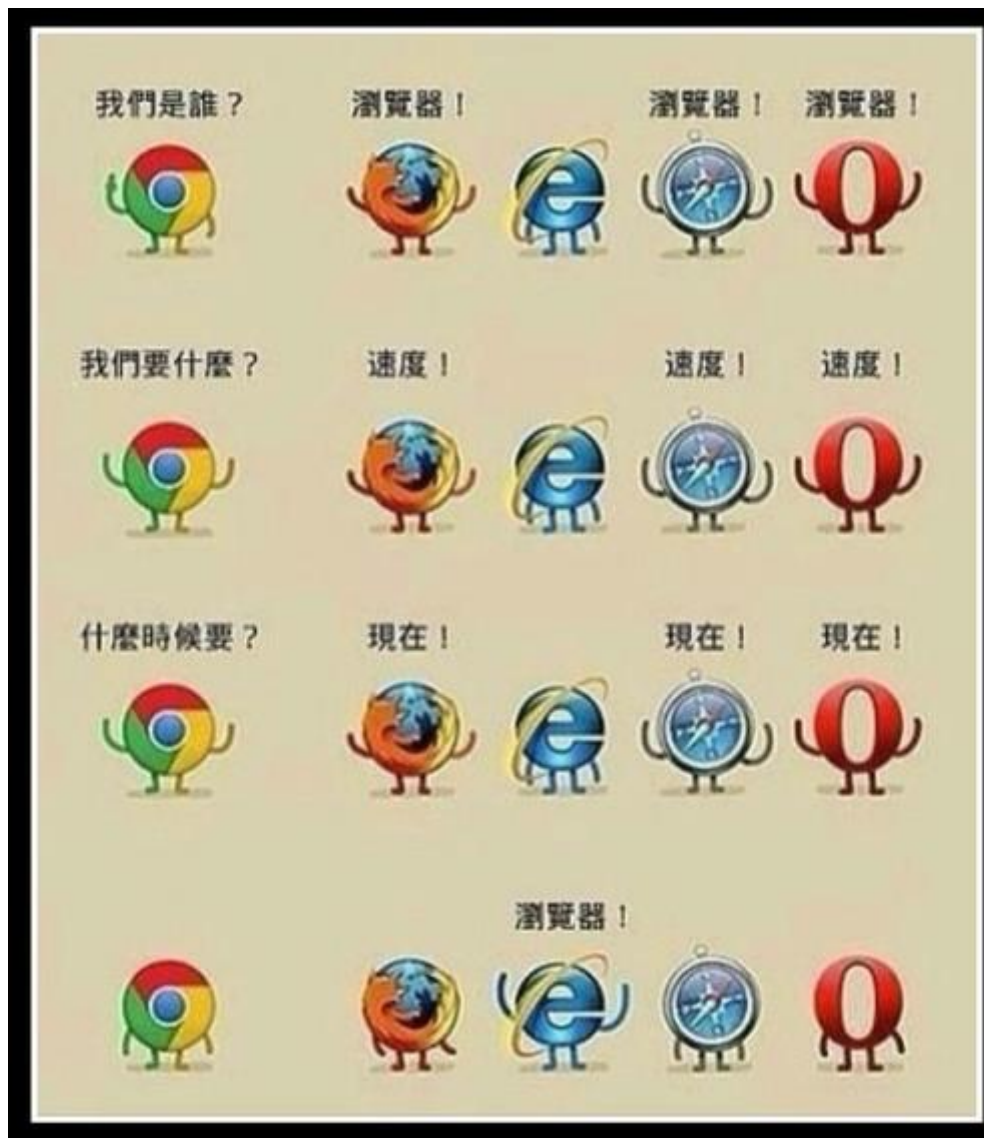 我們是誰？ 瀏覽器！ 瀏覽器！ 瀏覽器！
我們要什麼？ 速度！ 速度！ 速度！
什麼時候要？ 現在！ 現在！ 現在！
瀏覽器！